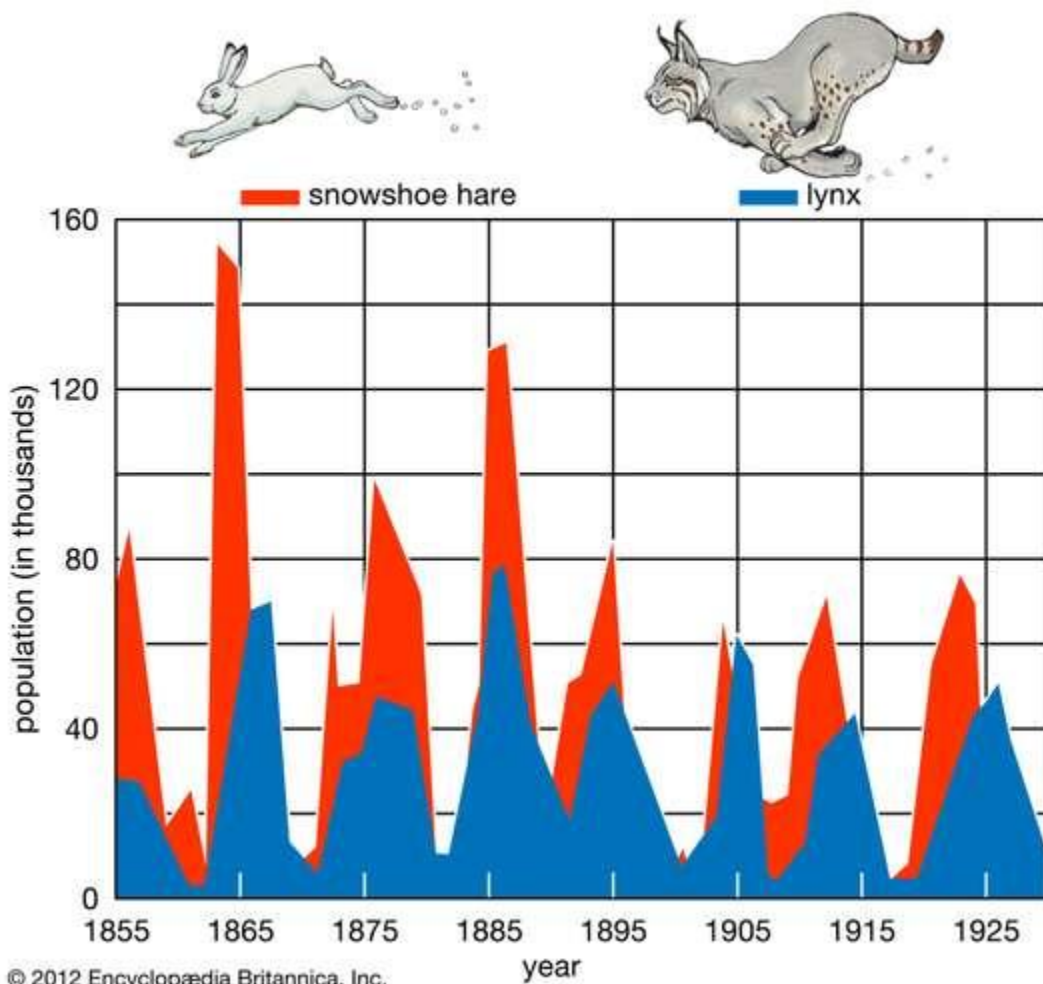 snowshoe hare
lynx
population (in thousands)
160
120
80
40
0
1855 1865 1875 1885 1895 1905 1915 1925
year
© 2012 Encyclopædia Britannica, Inc.